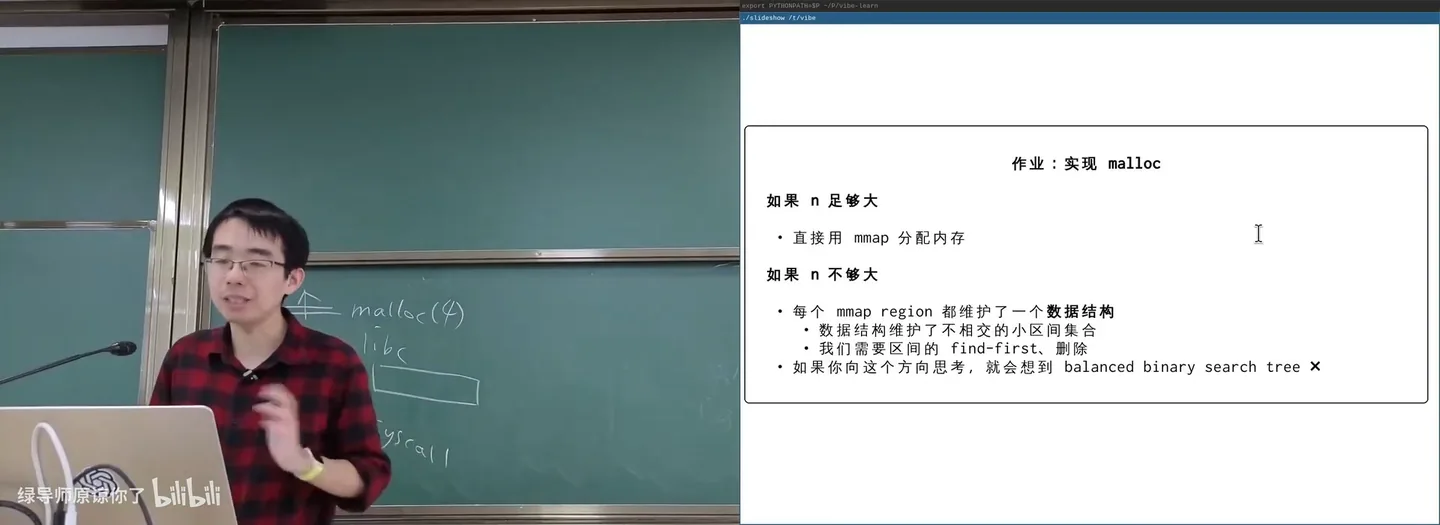 export PYTHONPATH=$P ~/P/vibe-learn
./slideshow /t/vibe
作业：实现 malloc
如果 n 足够大
• 直接用 mmap 分配内存
如果 n 不够大
• 每个 mmap region 都维护了一个数据结构
• 数据结构维护了不相交的小区间集合
• 我们需要区间的 find-first、删除
• 如果你向这个方向思考，就会想到 balanced binary search tree ×
malloc(4)
libc
syscall
绿导师原谅你了 bilibili